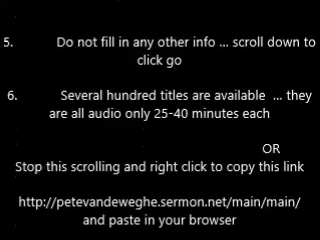 5. Do not fill in any other info ... scroll down to
click go
6. Several hundred titles are available ... they
are all audio only 25-40 minutes each
OR
Stop this scrolling and right click to copy this link
http://petevandeweghe.sermon.net/main/main/
and paste in your browser